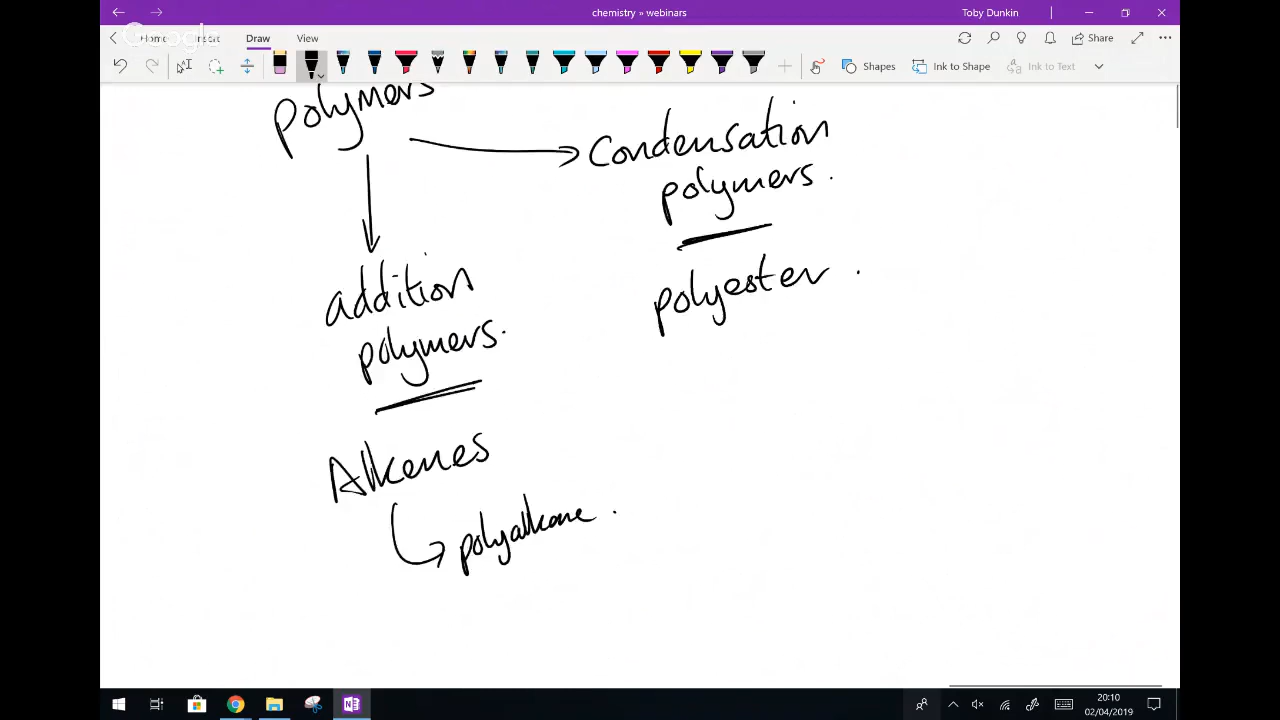 chemistry » webinars
Toby Dunkin
Google
Home Insert Draw View
Share
Shapes Ink to Shape Ink to Text
polymers
Condensation
polymers.
polyester.
addition
polymers.
Alkenes
polyalkane.
20:10
02/04/2019